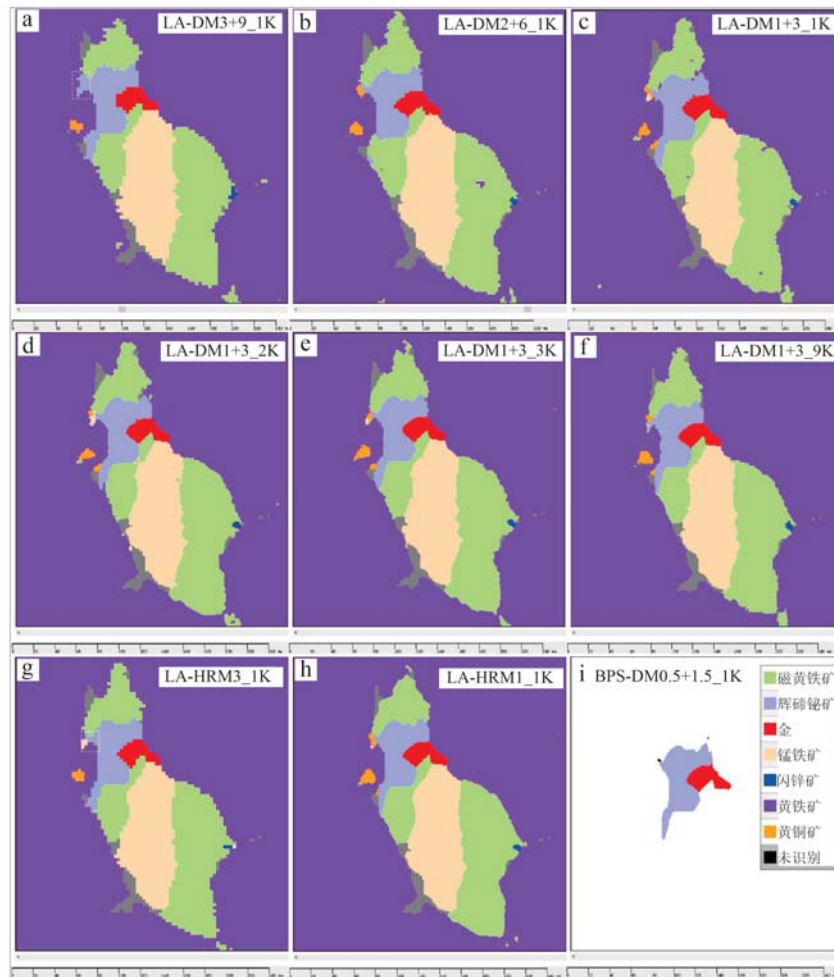 a LA-DM3+9_1K
b LA-DM2+6_1K
c LA-DM1+3_1K
d LA-DM1+3_2K
e LA-DM1+3_3K
f LA-DM1+3_9K
g LA-HRM3_1K
h LA-HRM1_1K
i BPS-DM0.5+1.5_1K
磁黄铁矿
辉碲铋矿
金
锰铁矿
闪锌矿
黄铁矿
黄铜矿
未识别